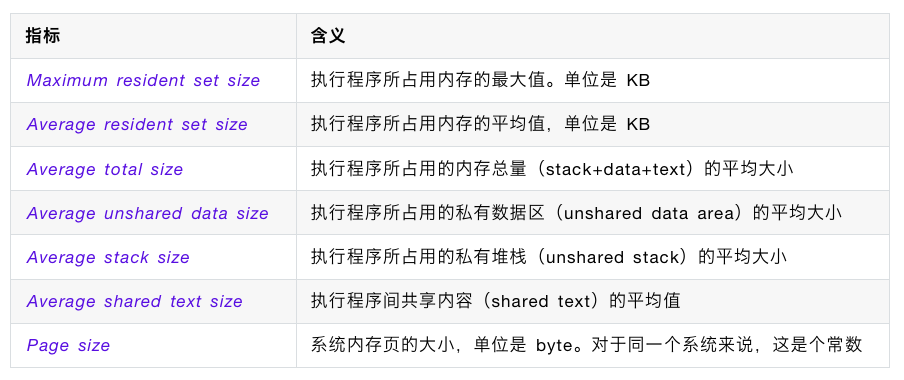 指标 含义
Maximum resident set size 执行程序所占用内存的最大值。单位是 KB
Average resident set size 执行程序所占用内存的平均值，单位是 KB
Average total size 执行程序所占用的内存总量（stack+data+text）的平均大小
Average unshared data size 执行程序所占用的私有数据区（unshared data area）的平均大小
Average stack size 执行程序所占用的私有堆栈（unshared stack）的平均大小
Average shared text size 执行程序间共享内容（shared text）的平均值
Page size 系统内存页的大小，单位是 byte。对于同一个系统来说，这是个常数